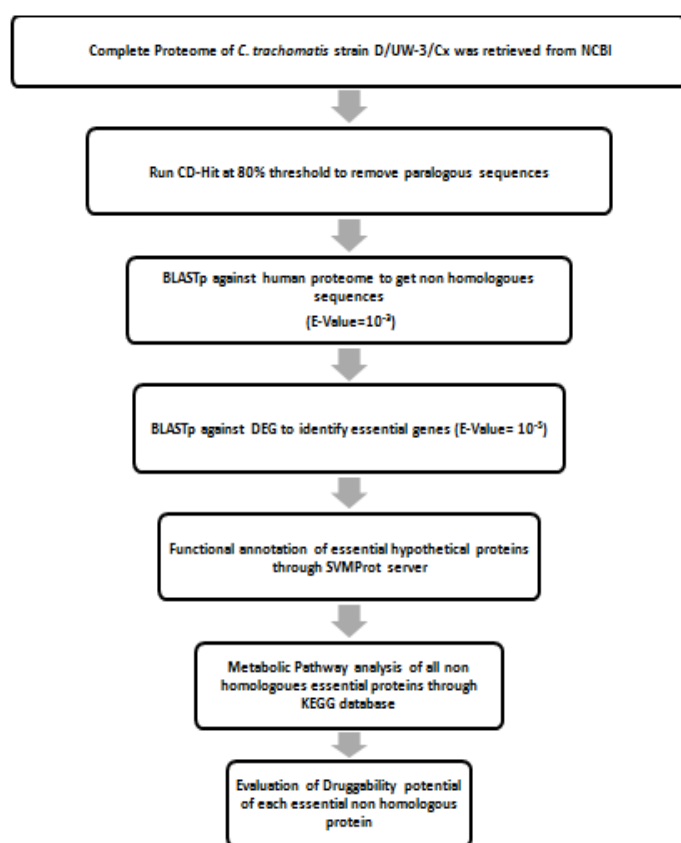 Complete Proteome of C. trachomatis strain D/UW-3/Cx was retrieved from NCBI
Run CD-Hit at 80% threshold to remove paralogous sequences
BLASTp against human proteome to get non homologoues
sequences
(E-Value=10⁻³)
BLASTp against DEG to identify essential genes (E-Value= 10⁻⁵)
Functional annotation of essential hypothetical proteins
through SVMProt server
Metabolic Pathway analysis of all non
homologoues essential proteins through
KEGG database
Evaluation of Druggability potential
of each essential non homologous
protein